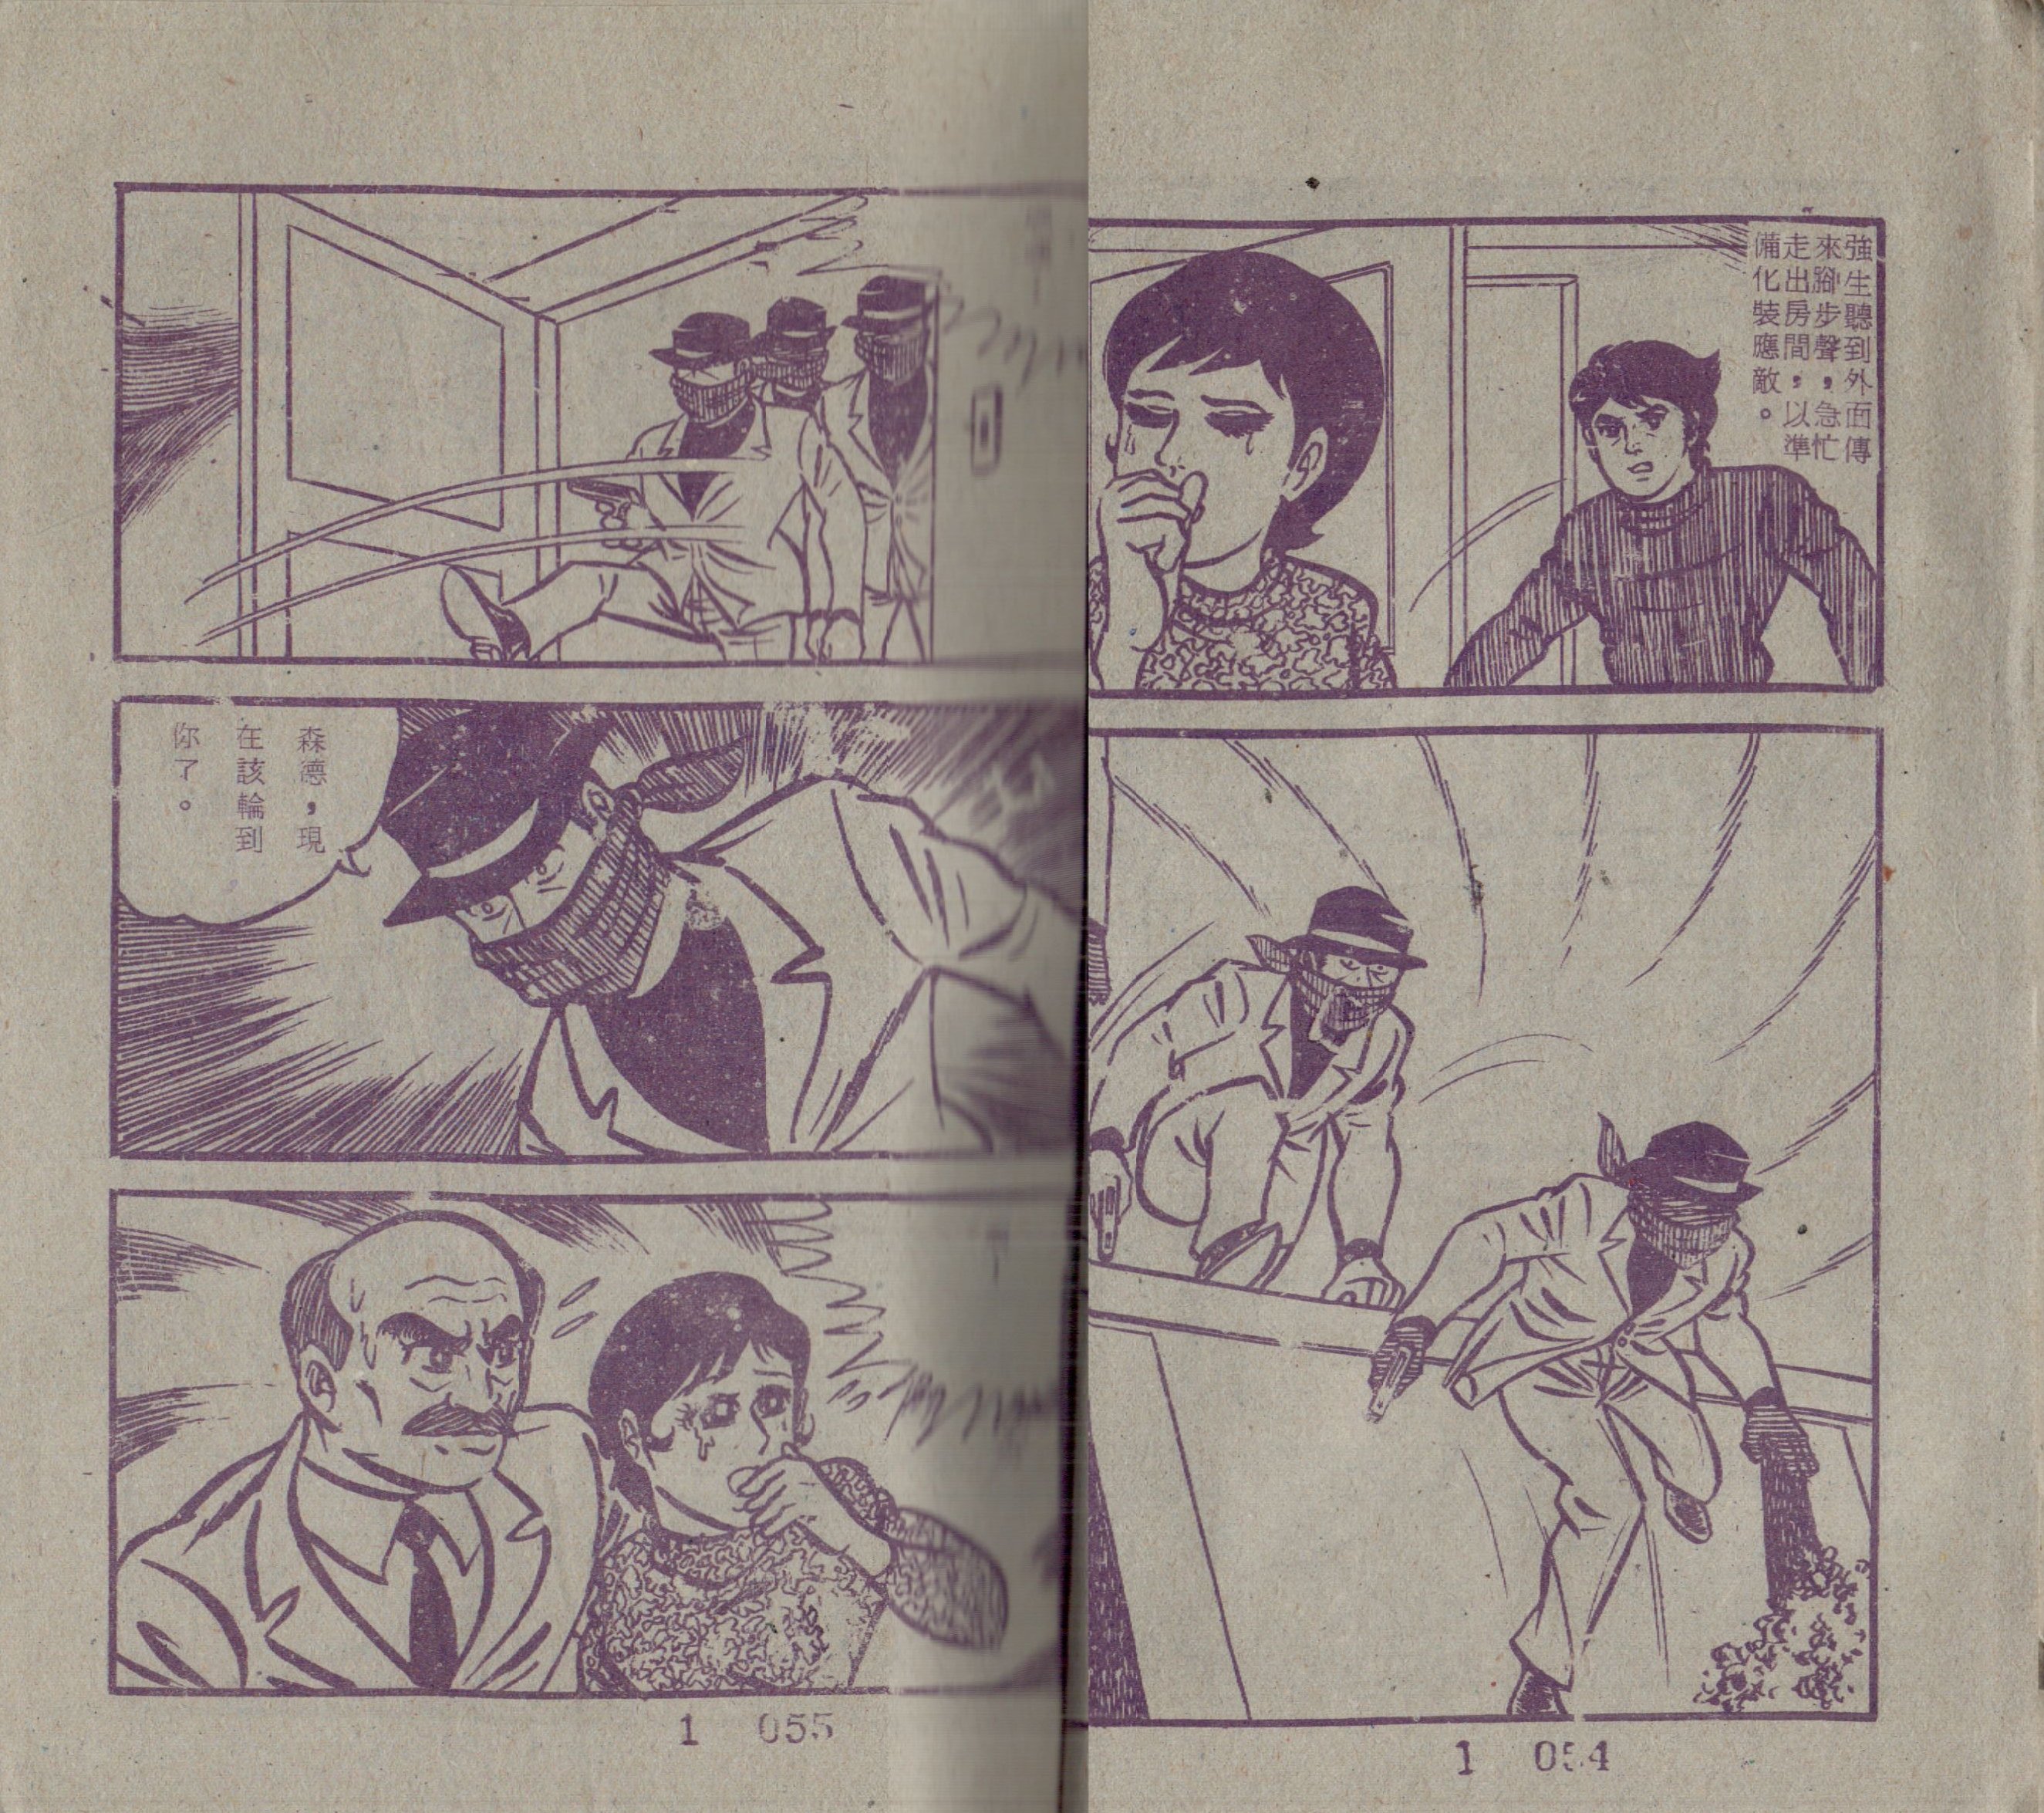 強生聽到外面傳
來腳步聲，急忙
走出房間，以準
備化裝應敵。
1 054
森德，現
在該輪到
你了。
1 055